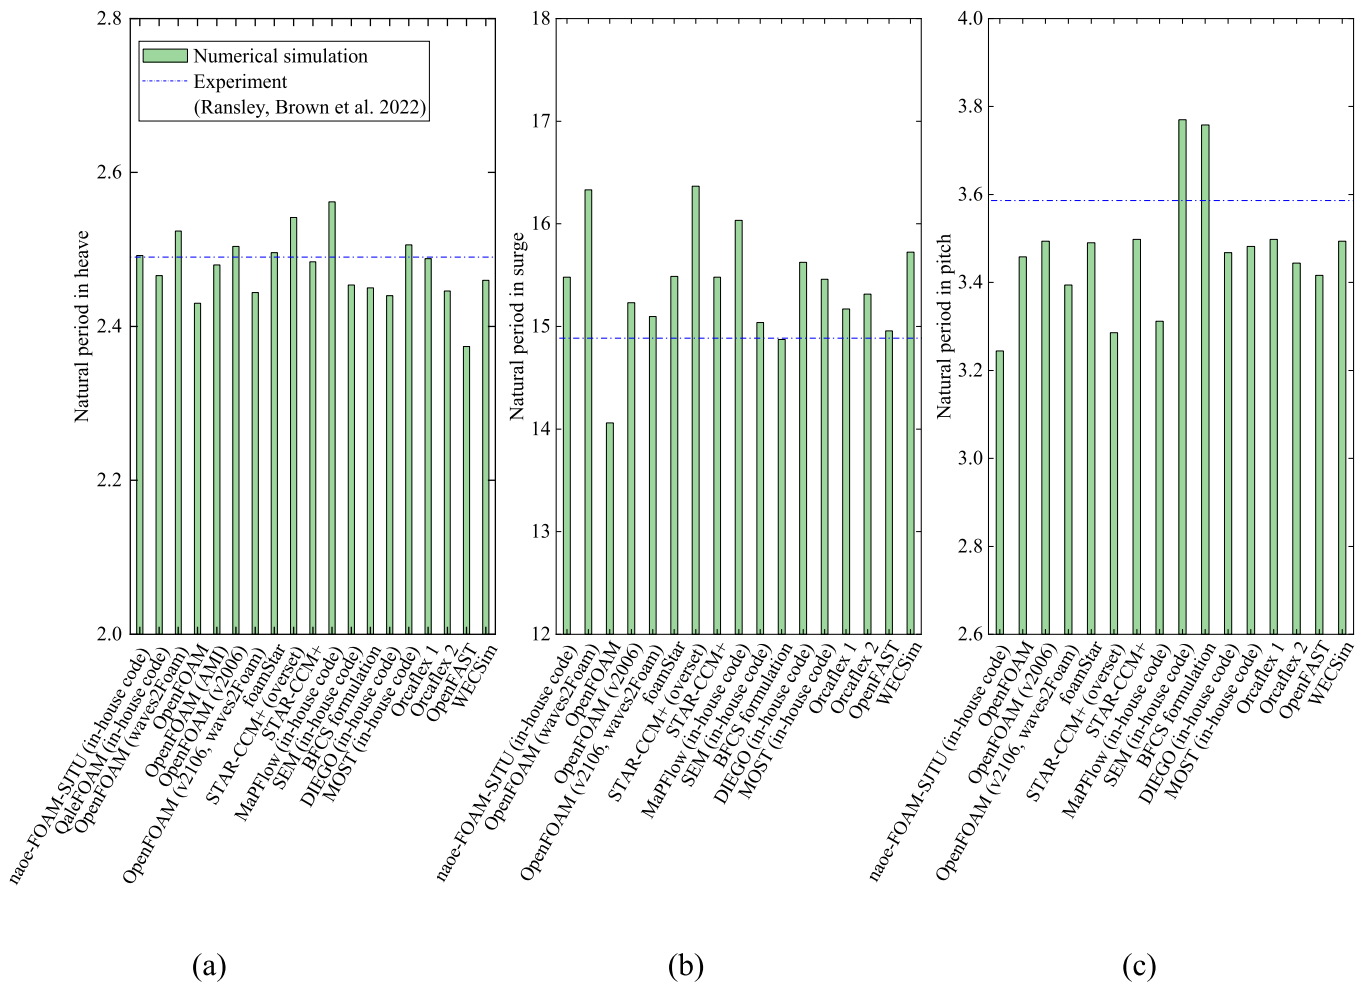 2.8
2.6
2.4
2.2
2.0
Natural period in heave
Numerical simulation
Experiment
(Ransley, Brown et al. 2022)
naoe-FOAM-SJTU (in-house code)
QaleFOAM (in-house code)
OpenFOAM (waves2Foam)
OpenFOAM
OpenFOAM (AMI)
OpenFOAM (v2006)
OpenFOAM (v2106, waves2Foam)
foamStar
STAR-CCM+ (overset)
STAR-CCM+
MaPFlow (in-house code)
SEM (in-house code)
BFCS formulation
DIEGO (in-house code)
MOST (in-house code)
Orcaflex 1
Orcaflex 2
OpenFAST
WECSim
(a)
18
17
16
15
14
13
12
Natural period in surge
naoe-FOAM-SJTU (in-house code)
OpenFOAM (waves2Foam)
OpenFOAM
OpenFOAM (v2006)
OpenFOAM (v2106, waves2Foam)
foamStar
STAR-CCM+ (overset)
STAR-CCM+
MaPFlow (in-house code)
SEM (in-house code)
BFCS formulation
DIEGO (in-house code)
MOST (in-house code)
Orcaflex 1
Orcaflex 2
OpenFAST
WECSim
(b)
4.0
3.8
3.6
3.4
3.2
3.0
2.8
2.6
Natural period in pitch
naoe-FOAM-SJTU (in-house code)
OpenFOAM
OpenFOAM (v2006)
OpenFOAM (v2106, waves2Foam)
foamStar
STAR-CCM+ (overset)
STAR-CCM+
MaPFlow (in-house code)
SEM (in-house code)
BFCS formulation
DIEGO (in-house code)
MOST (in-house code)
Orcaflex 1
Orcaflex 2
OpenFAST
WECSim
(c)